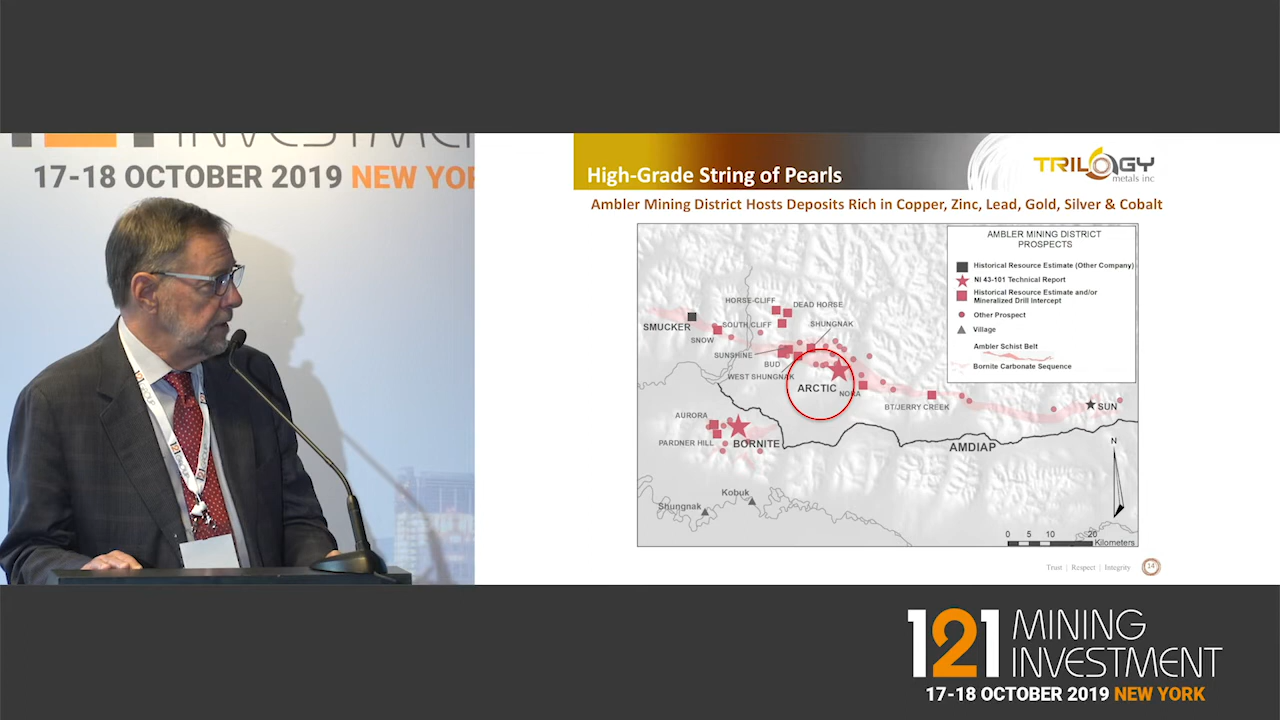 121
17-18 OCTOBER 2019 NEW YOR
High-Grade String of Pearls
TRILOGY
metals inc
Ambler Mining District Hosts Deposits Rich in Copper, Zinc, Lead, Gold, Silver & Cobalt
AMBLER MINING DISTRICT
PROSPECTS
Historical Resource Estimate (Other Company)
NI 43-101 Technical Report
Historical Resource Estimate and/or
Mineralized Drill Intercept
Other Prospect
Village
Ambler Schist Belt
Bornite Carbonate Sequence
HORSE-CLIFF
DEAD HORSE
SMUCKER
SOUTH CLIFF
SHUNGNAK
SNOW
SUNSHINE
BUD
WEST SHUNGNAK
ARCTIC
NORA
BT/JERRY CREEK
SUN
AURORA
PARDNER HILL
BORNITE
AMDIAP
N
Kobuk
Shungnak
0 5 10 20
Kilometers
Trust | Respect | Integrity 14
121 MINING
INVESTMENT
17-18 OCTOBER 2019 NEW YORK